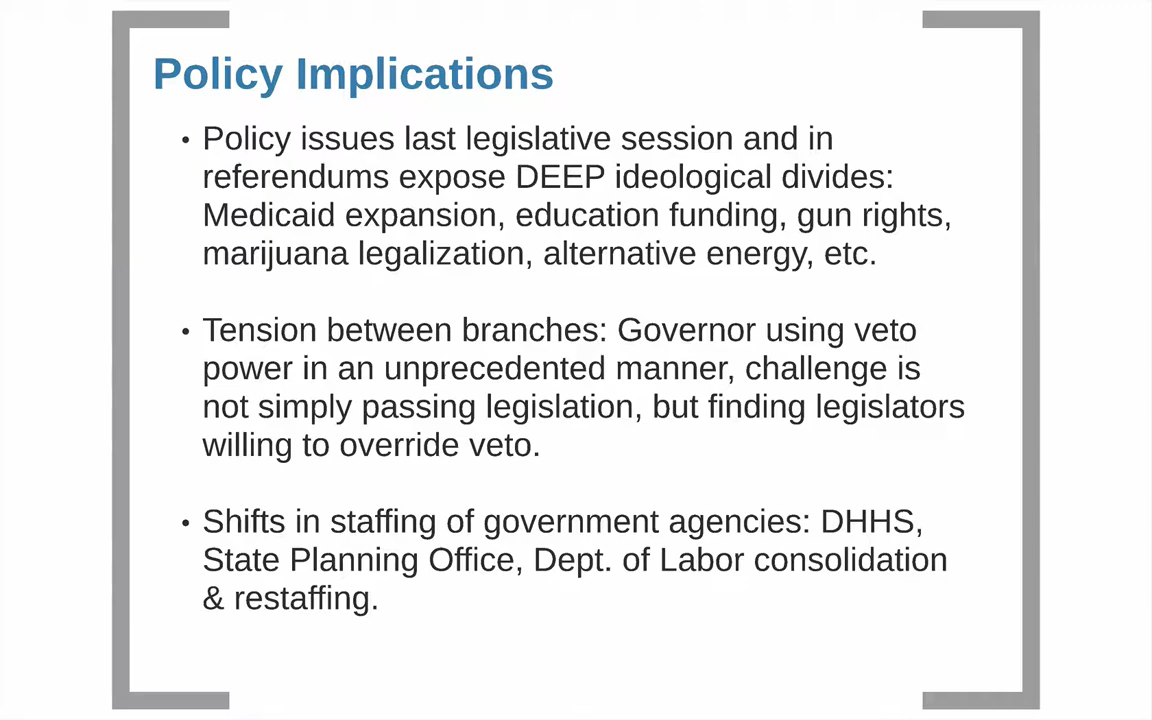 Policy Implications
• Policy issues last legislative session and in
referendums expose DEEP ideological divides:
Medicaid expansion, education funding, gun rights,
marijuana legalization, alternative energy, etc.
• Tension between branches: Governor using veto
power in an unprecedented manner, challenge is
not simply passing legislation, but finding legislators
willing to override veto.
• Shifts in staffing of government agencies: DHHS,
State Planning Office, Dept. of Labor consolidation
& restaffing.